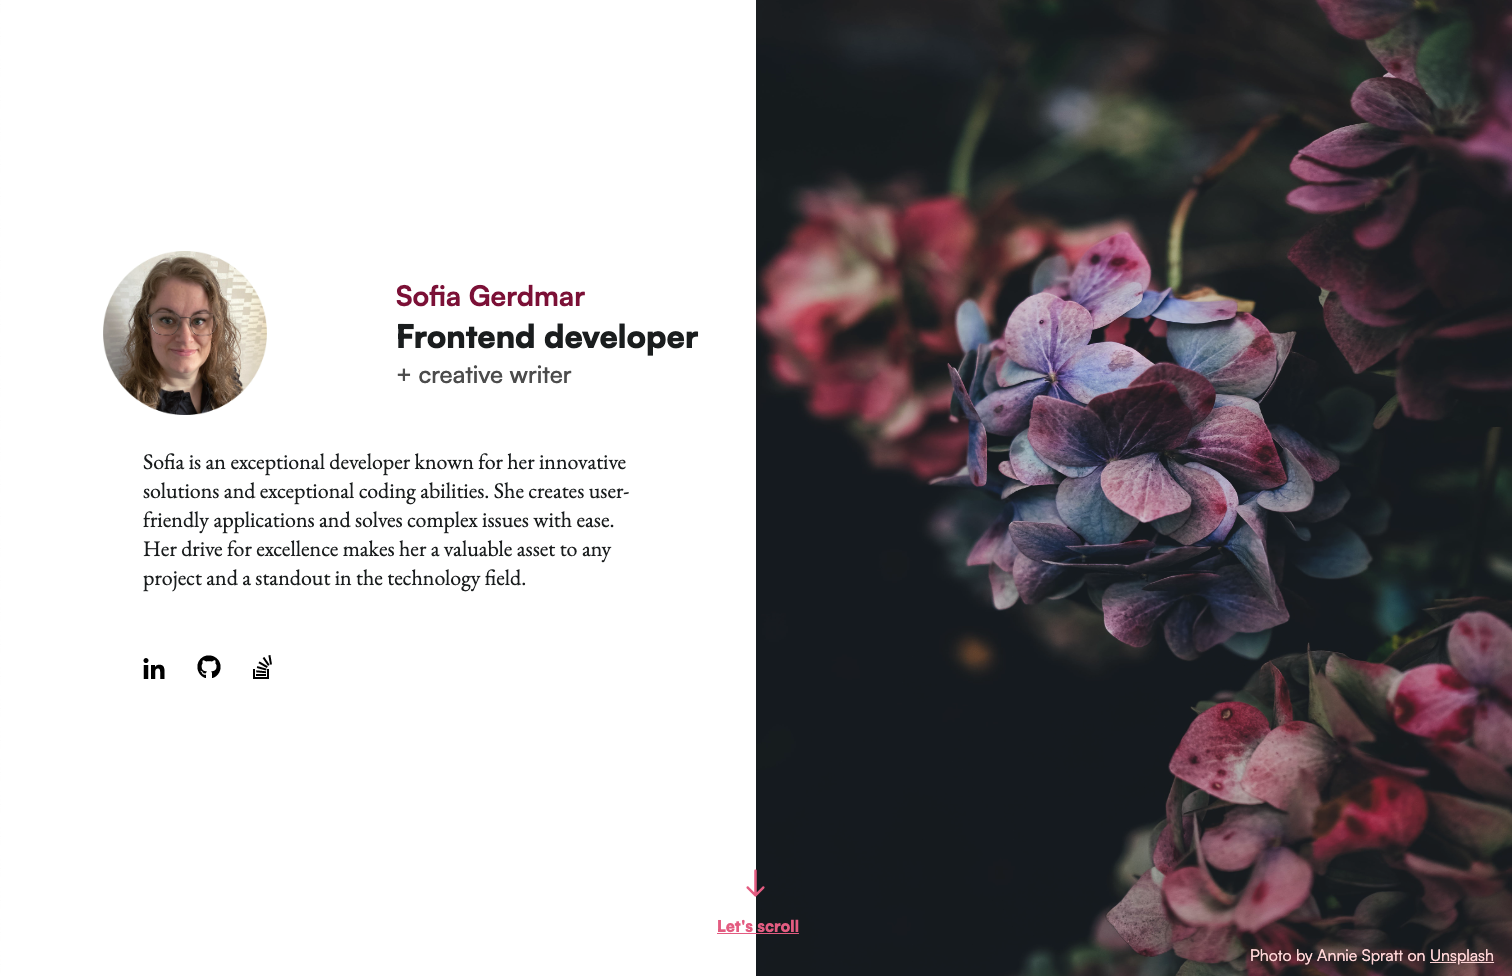 Sofia Gerdmar
Frontend developer
+ creative writer
Sofia is an exceptional developer known for her innovative
solutions and exceptional coding abilities. She creates user-
friendly applications and solves complex issues with ease.
Her drive for excellence makes her a valuable asset to any
project and a standout in the technology field.
in
Let's scroll
Photo by Annie Spratt on Unsplash